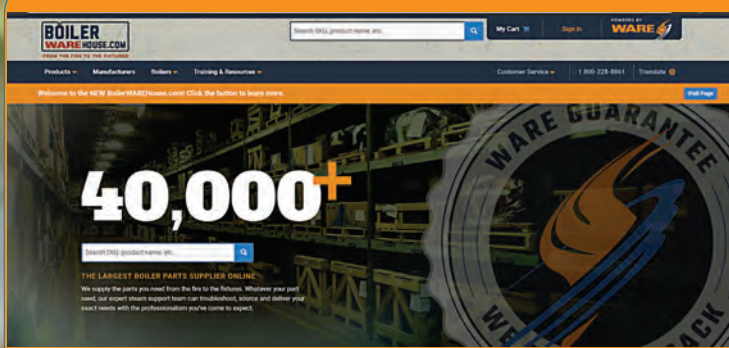 BOILER
WAREHOUSE.COM
FROM THE FIRE TO THE FIXTURES
Search SKU, product name, etc.
My Cart
Sign In
POWERED BY
WARE
Products
Manufacturers
Boilers
Training & Resources
Customer Service
1 800-228-8861
Translate
Welcome to the NEW BoilerWAREHouse.com! Click the button to learn more.
Visit Page
40,000+
Search SKU, product name, etc.
THE LARGEST BOILER PARTS SUPPLIER ONLINE
We supply the parts you need from the fire to the fixtures. Whatever your part
need, our expert steam support team can troubleshoot, source and deliver your
exact needs with the professionalism you've come to expect.
WARE GUARANTEE
WE
ACK